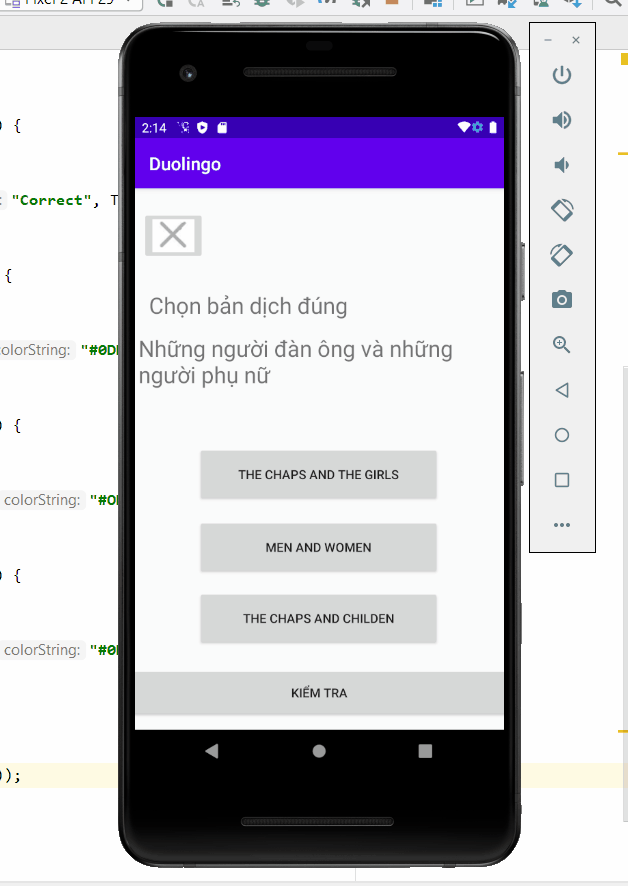 Pixel 2 API 29
) {
: "Correct", T
{
olorString: "#0D
) {
colorString: "#0
) {
colorString: "#0
);
2:14
Duolingo
Chọn bản dịch đúng
Những người đàn ông và những
người phụ nữ
THE CHAPS AND THE GIRLS
MEN AND WOMEN
THE CHAPS AND CHILDEN
KIẾM TRA